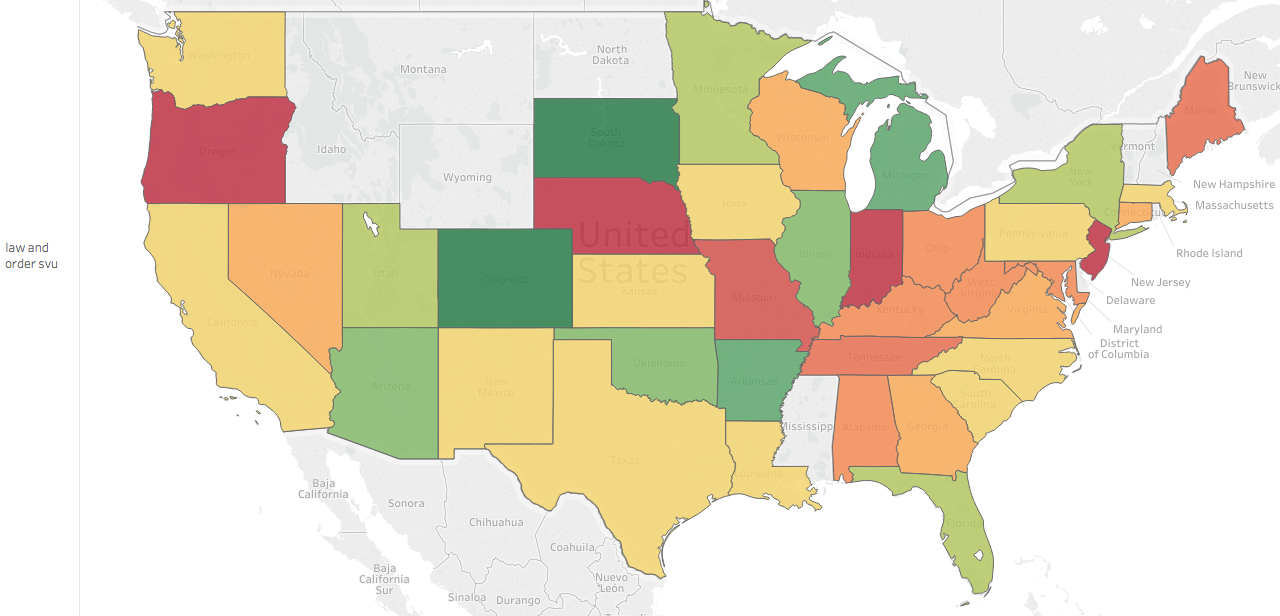 law and
order svu
Washington
Montana
North
Dakota
Minnesota
Oregon
Idaho
South
Dakota
Wyoming
Wisconsin
Michigan
Maine
New
Brunswick
Vermont
New Hampshire
Massachusetts
New
York
Connecticut
Rhode Island
Iowa
Pennsylvania
United
States
Nevada
Utah
Colorado
Kansas
Illinois
Indiana
Ohio
New Jersey
Delaware
West
Virginia
Maryland
District
of Columbia
California
Missouri
Kentucky
Virginia
Arizona
New
Mexico
Oklahoma
Arkansas
Tennessee
North
Carolina
South
Carolina
Texas
Louisiana
Mississippi
Alabama
Georgia
Florida
Baja
California
Sonora
Chihuahua
Coahuila
Baja
California
Sur
Nuevo
León
Sinaloa
Durango